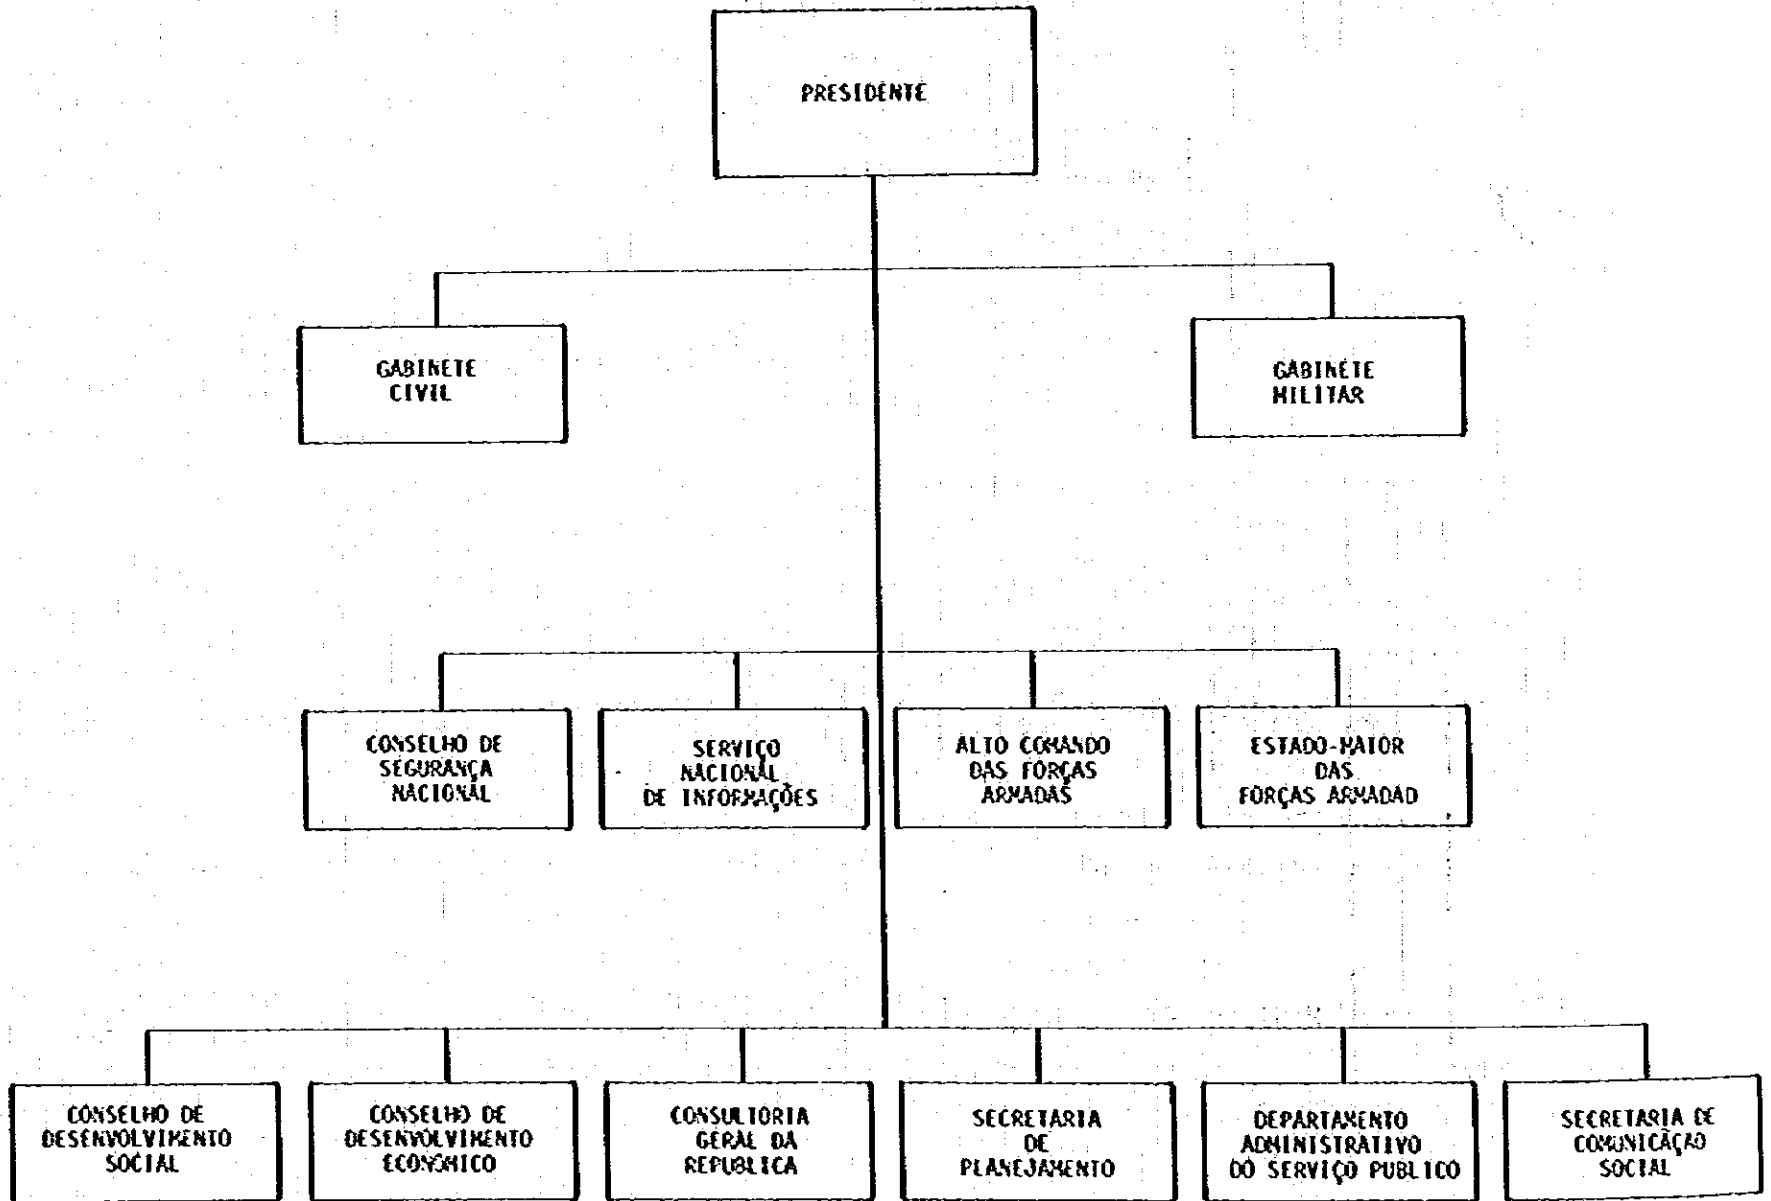 PRESIDENTE
GABINETE
CIVIL
GABINETE
MILITAR
CONSELHO DE
SEGURANÇA
NACIONAL
SERVIÇO
NACIONAL
DE INFORMAÇÕES
ALTO COMANDO
DAS FORÇAS
ARMADAS
ESTADO-MAIOR
DAS
FORÇAS ARMADAD
CONSELHO DE
DESENVOLVIMENTO
SOCIAL
CONSELHO DE
DESENVOLVIMENTO
ECONÔMICO
CONSULTORIA
GERAL DA
REPUBLICA
SECRETARIA
DE
PLANEJAMENTO
DEPARTAMENTO
ADMINISTRATIVO
DO SERVIÇO PUBLICO
SECRETARIA DE
COMUNICAÇÃO
SOCIAL